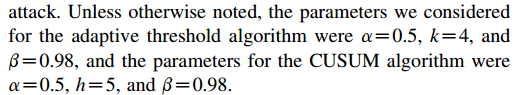 attack. Unless otherwise noted, the parameters we considered
for the adaptive threshold algorithm were α=0.5, k=4, and
β=0.98, and the parameters for the CUSUM algorithm were
α=0.5, h=5, and β=0.98.